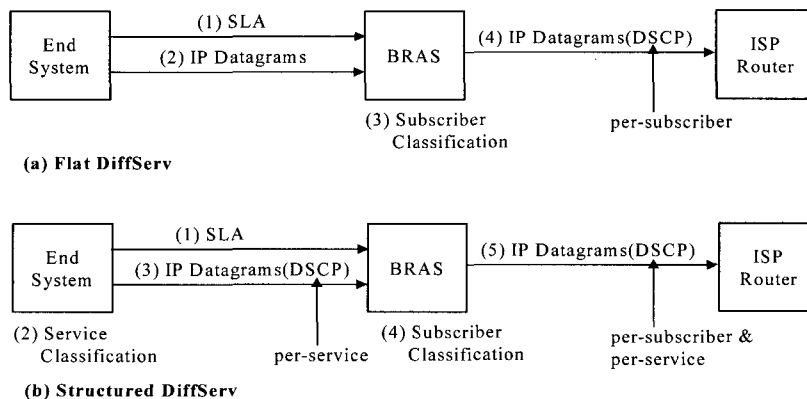 (1) SLA
End
System
(2) IP Datagrams
BRAS
(4) IP Datagrams(DSCP)
ISP
Router
(3) Subscriber
Classification
per-subscriber
(a) Flat DiffServ
(1) SLA
End
System
(3) IP Datagrams(DSCP)
BRAS
(5) IP Datagrams(DSCP)
ISP
Router
(2) Service
Classification
per-service
(4) Subscriber
Classification
per-subscriber &
per-service
(b) Structured DiffServ